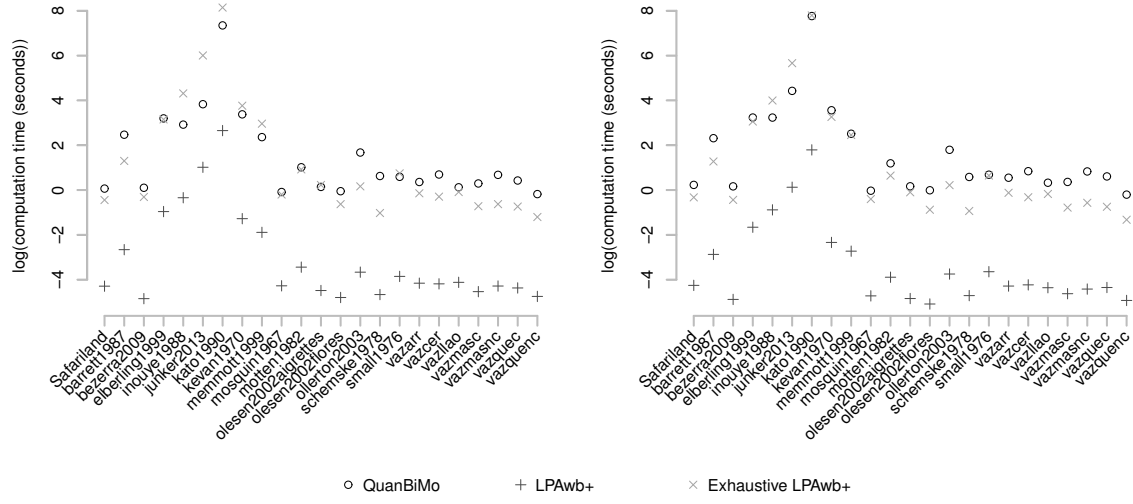 log(computation time (seconds))
8
6
4
2
0
−2
−4
Safariland
barrett1987
bezerra2009
elberling1999
inouye1988
junker2013
kato1990
kevan1970
memmott1999
mosquin1967
motten1982
olesen2002aigrettes
olesen2002flores
ollerton2003
schemske1978
small1976
vazarr
vazcer
vazllao
vazmasc
vazmasnc
vazquec
vazquenc
log(computation time (seconds))
8
6
4
2
0
−2
−4
Safariland
barrett1987
bezerra2009
elberling1999
inouye1988
junker2013
kato1990
kevan1970
memmott1999
mosquin1967
motten1982
olesen2002aigrettes
olesen2002flores
ollerton2003
schemske1978
small1976
vazarr
vazcer
vazllao
vazmasc
vazmasnc
vazquec
vazquenc
QuanBiMo
LPAwb+
Exhaustive LPAwb+